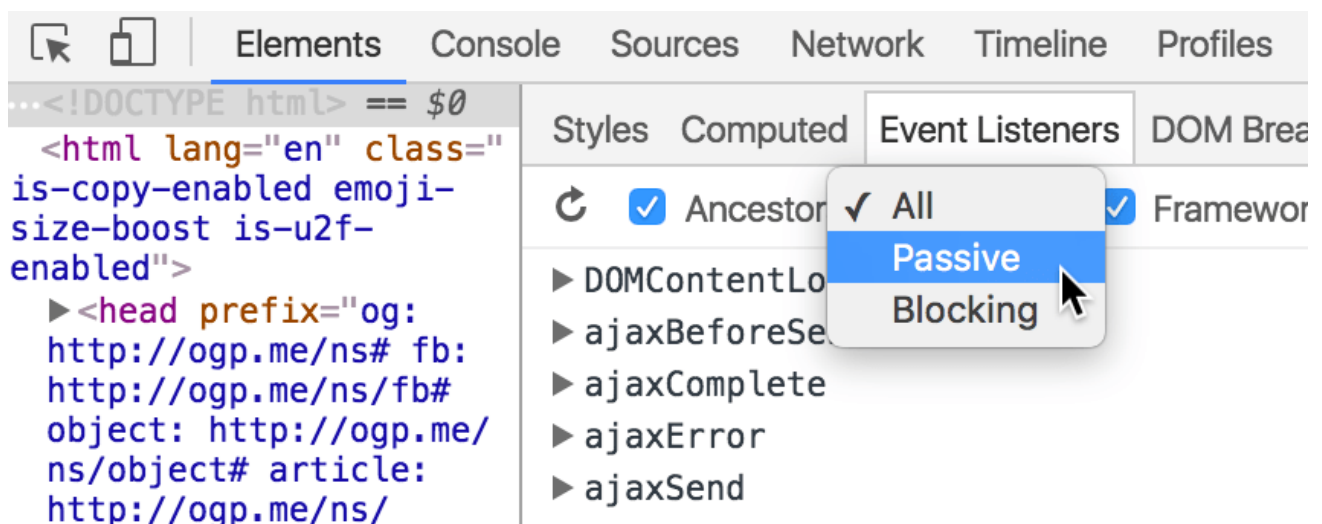 Elements Console Sources Network Timeline Profiles
…<!DOCTYPE html> == $0
<html lang="en" class="
is-copy-enabled emoji-
size-boost is-u2f-
enabled">
▶<head prefix="og:
http://ogp.me/ns# fb:
http://ogp.me/ns/fb#
object: http://ogp.me/
ns/object# article:
http://ogp.me/ns/
Styles Computed Event Listeners DOM Brea
Ancestor ✓ All Framewor
Passive
Blocking
▶ DOMContentLo
▶ ajaxBeforeSe
▶ ajaxComplete
▶ ajaxError
▶ ajaxSend